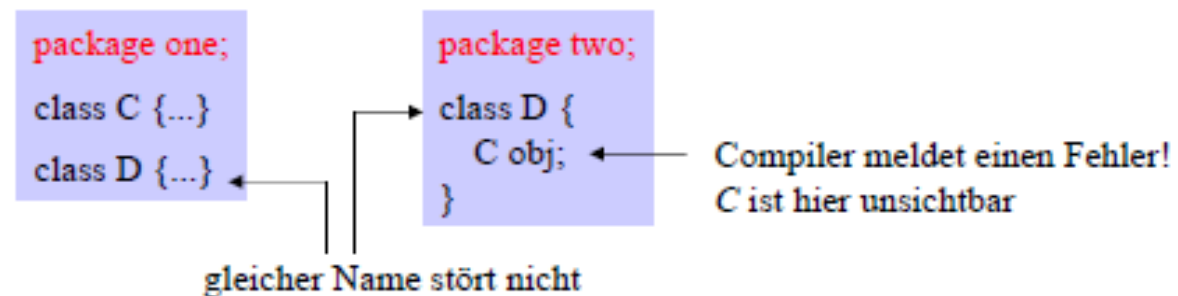 package one;
class C {...}
class D {...}
package two;
class D {
C obj;
}
Compiler meldet einen Fehler!
C ist hier unsichtbar
gleicher Name stört nicht